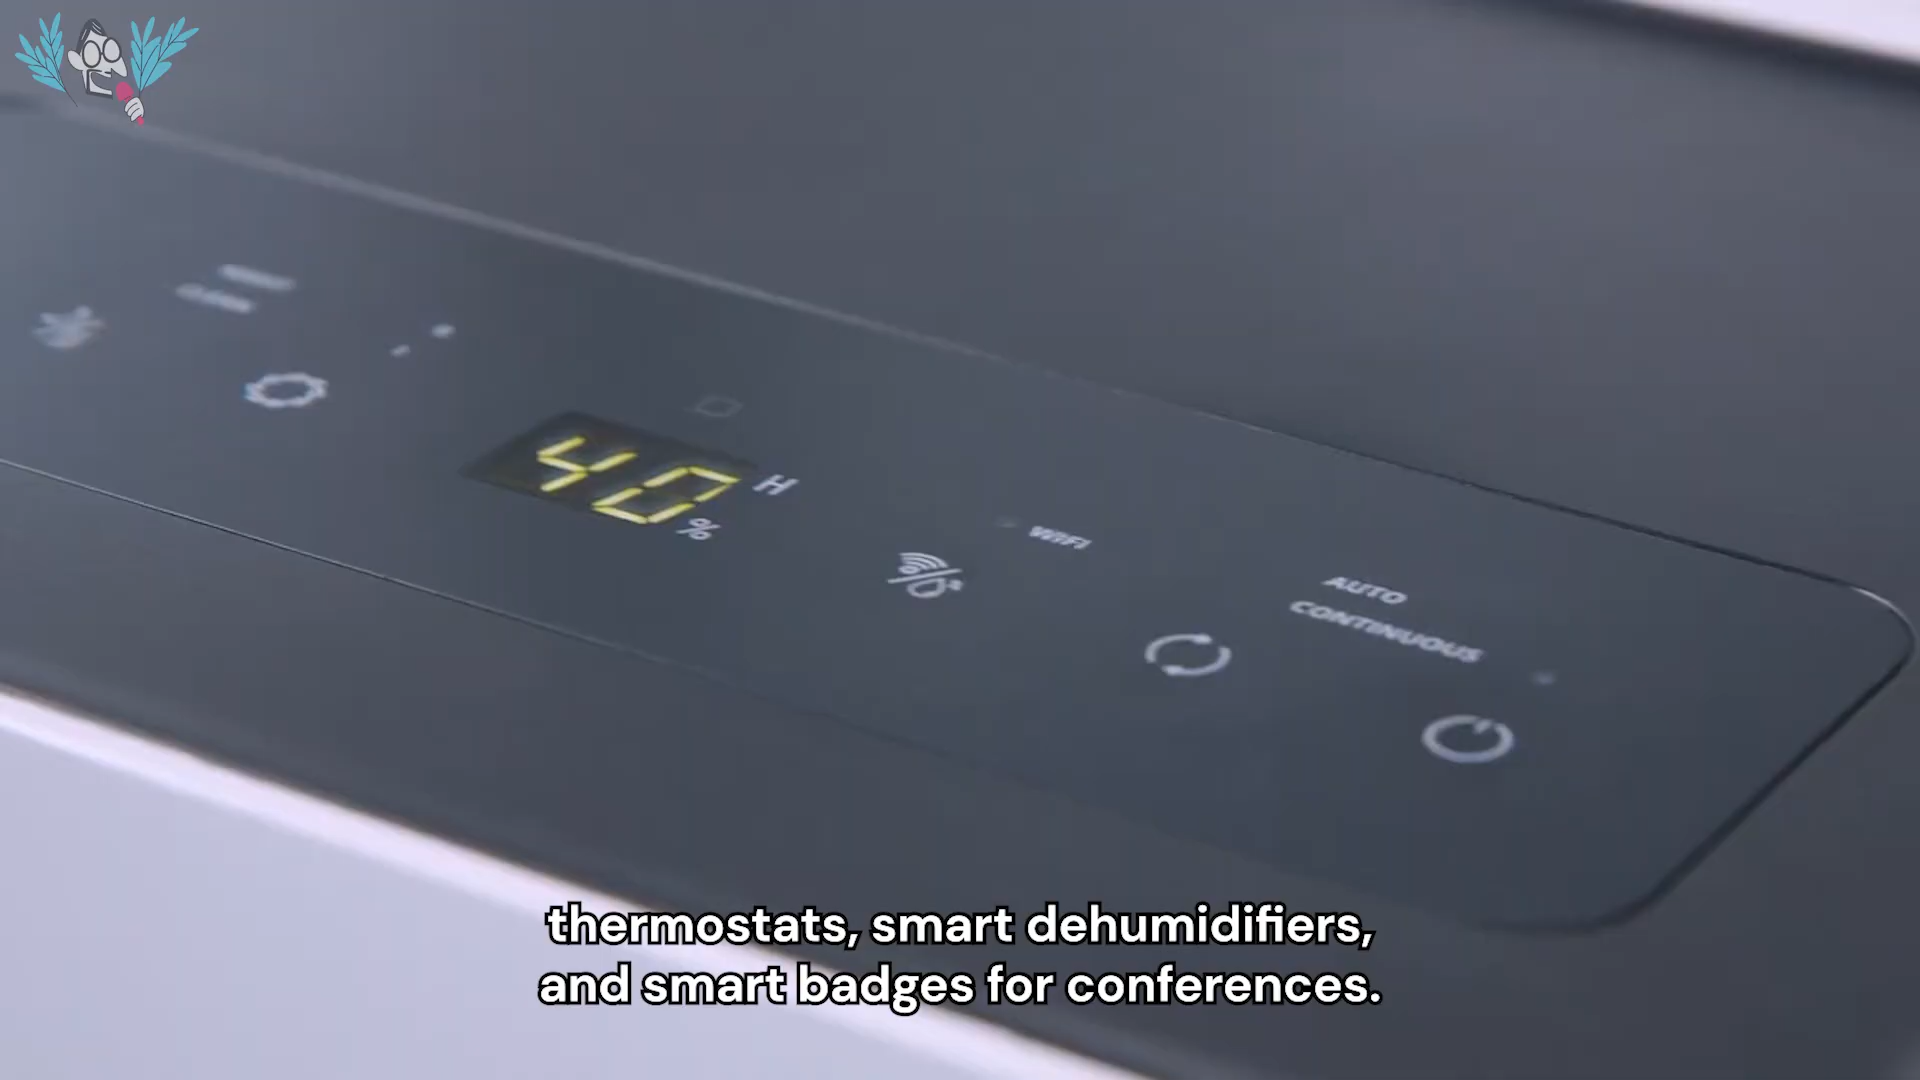 40
H
%
WIFI
AUTO
CONTINUOUS
thermostats, smart dehumidifiers,
and smart badges for conferences.